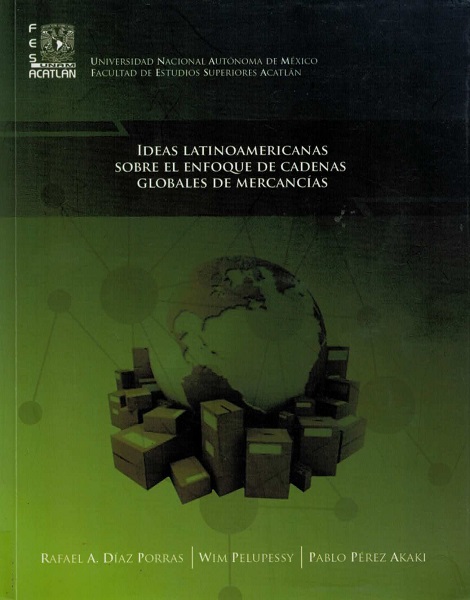 FES
UNAM
ACATLÁN
UNIVERSIDAD NACIONAL AUTÓNOMA DE MÉXICO
FACULTAD DE ESTUDIOS SUPERIORES ACATLÁN
IDEAS LATINOAMERICANAS
SOBRE EL ENFOQUE DE CADENAS
GLOBALES DE MERCANCÍAS
RAFAEL A. DÍAZ PORRAS | WIM PELUPESSY | PABLO PÉREZ AKAKI